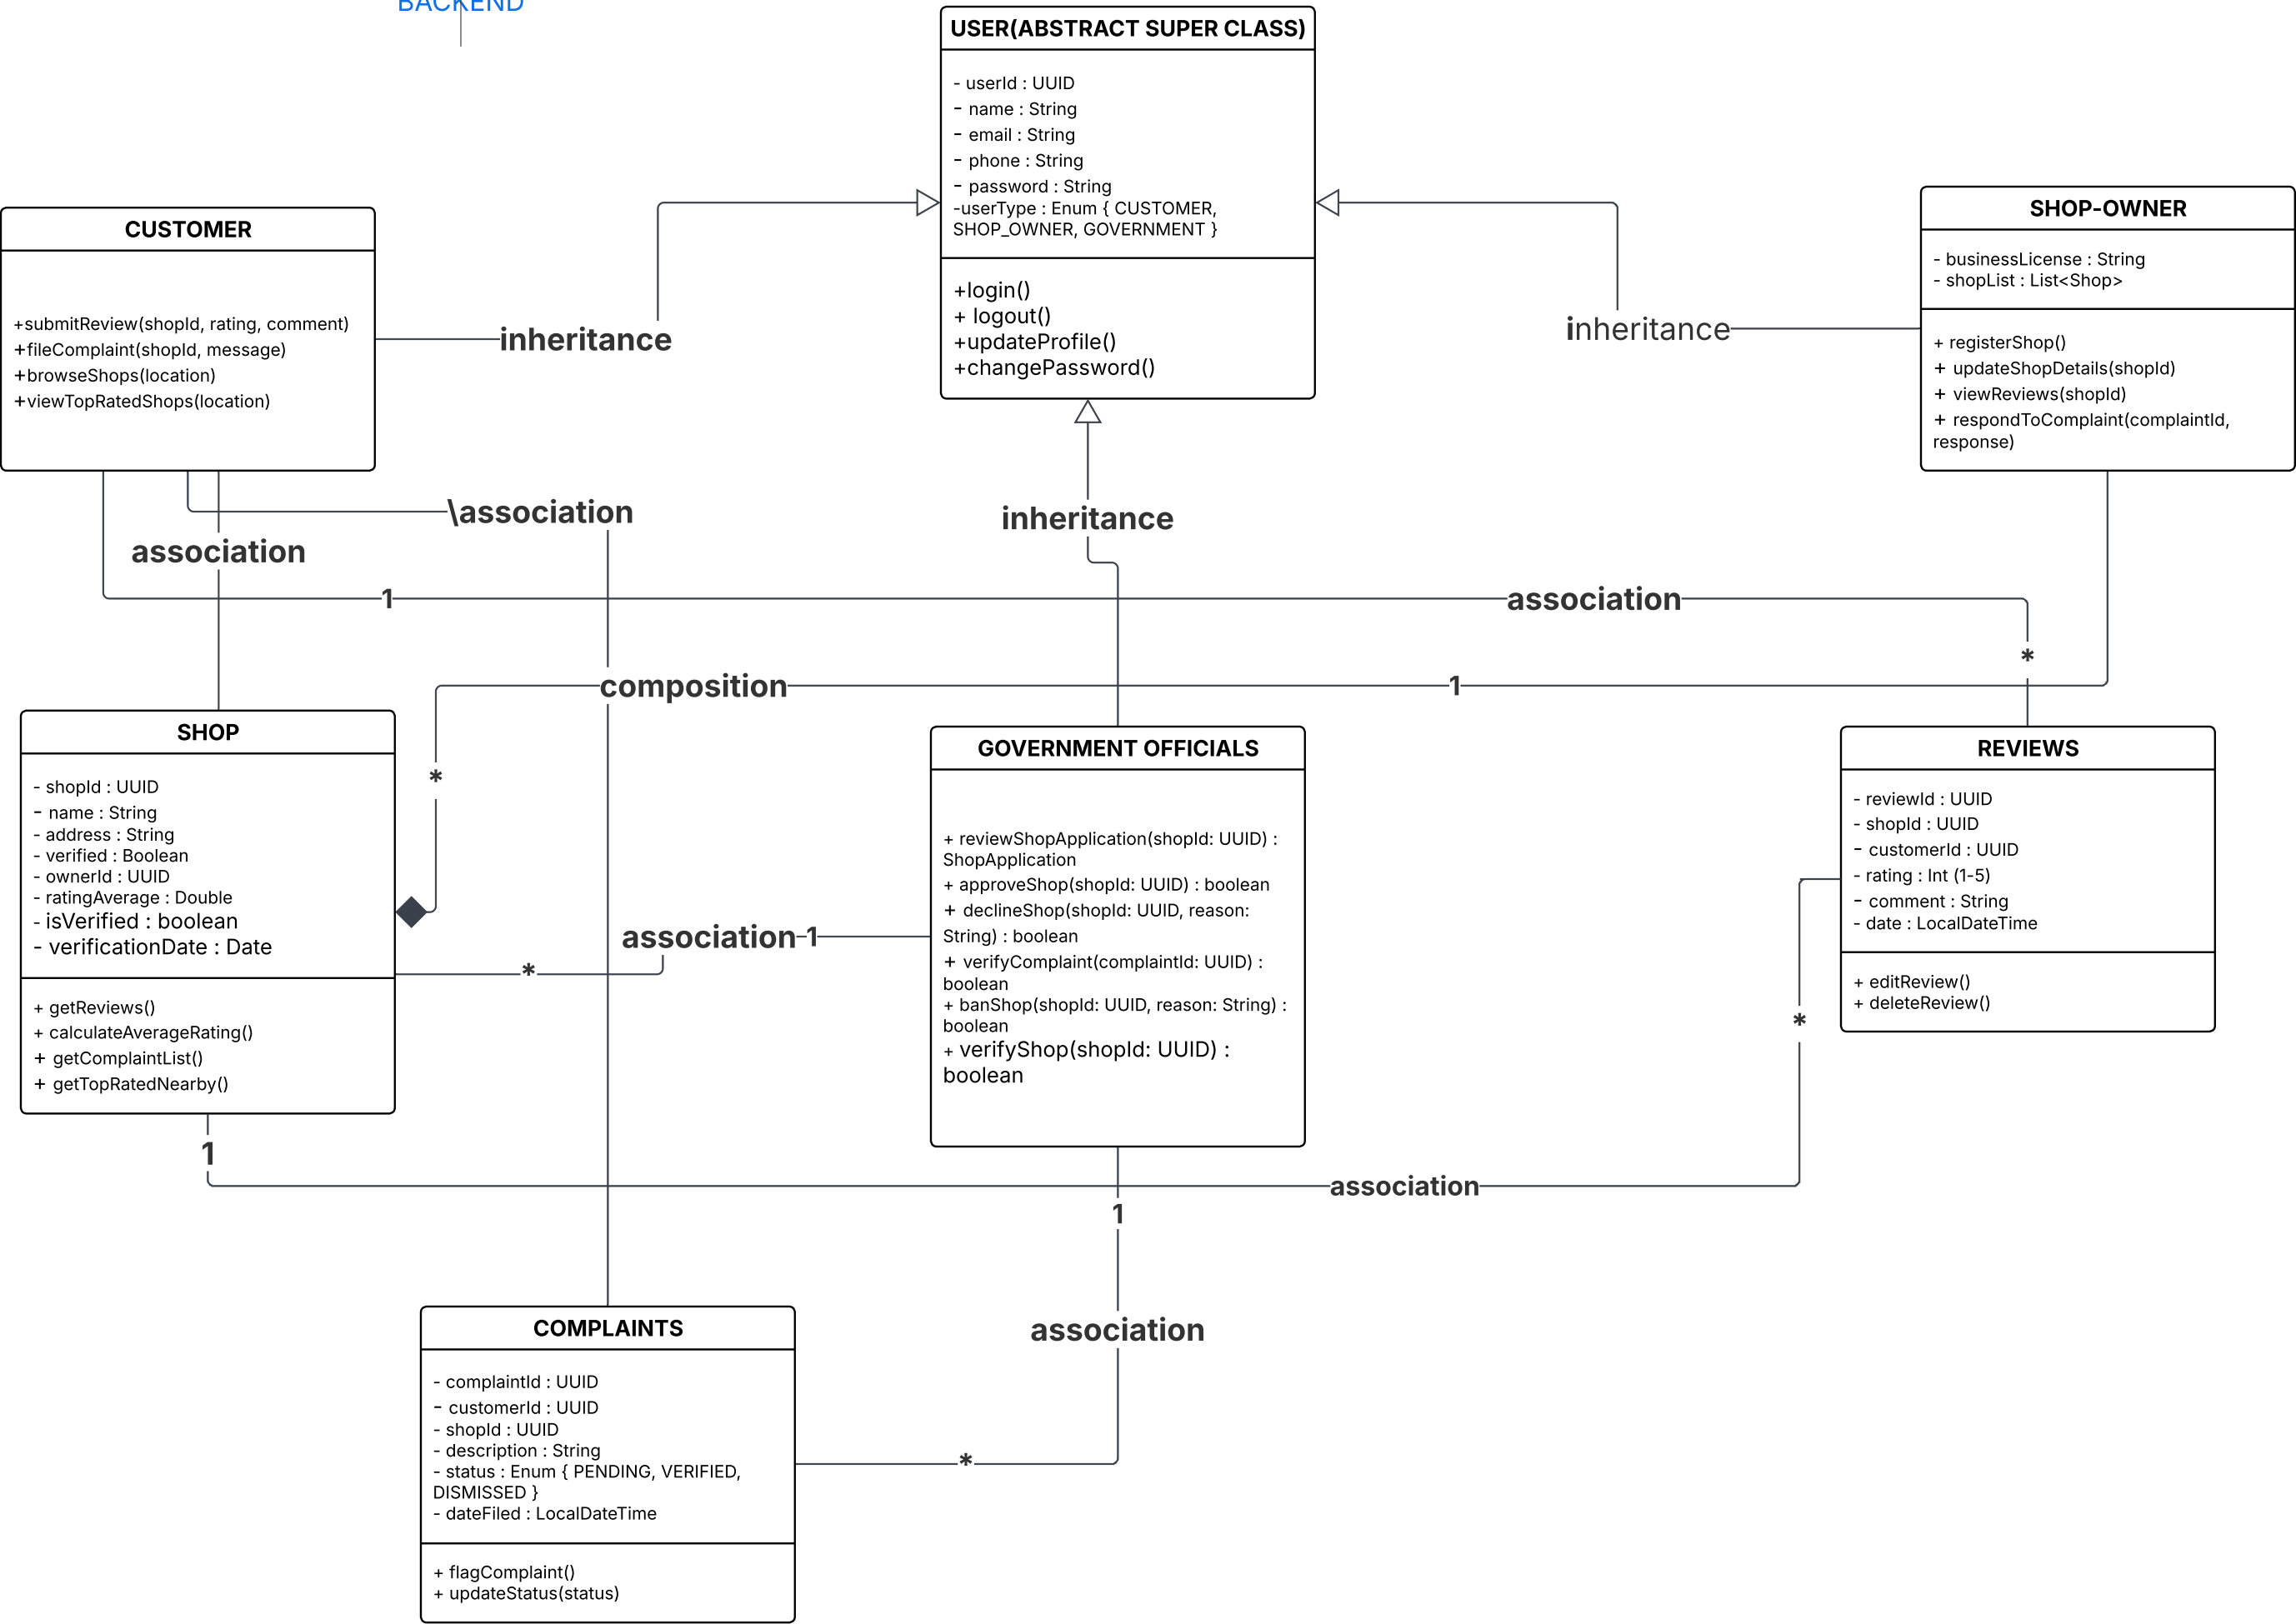 BACKEND
USER(ABSTRACT SUPER CLASS)
- userId : UUID
- name : String
- email : String
- phone : String
- password : String
-userType : Enum { CUSTOMER,
SHOP_OWNER, GOVERNMENT }
+login()
+ logout()
+updateProfile()
+changePassword()
CUSTOMER
+submitReview(shopId, rating, comment)
+fileComplaint(shopId, message)
+browseShops(location)
+viewTopRatedShops(location)
inheritance
SHOP-OWNER
- businessLicense : String
- shopList : List<Shop>
+ registerShop()
+ updateShopDetails(shopId)
+ viewReviews(shopId)
+ respondToComplaint(complaintId,
response)
inheritance
inheritance
\association
association
1
association
*
composition
1
*
SHOP
- shopId : UUID
- name : String
- address : String
- verified : Boolean
- ownerId : UUID
- ratingAverage : Double
- isVerified : boolean
- verificationDate : Date
+ getReviews()
+ calculateAverageRating()
+ getComplaintList()
+ getTopRatedNearby()
association
1
*
GOVERNMENT OFFICIALS
+ reviewShopApplication(shopId: UUID) :
ShopApplication
+ approveShop(shopId: UUID) : boolean
+ declineShop(shopId: UUID, reason:
String) : boolean
+ verifyComplaint(complaintId: UUID) :
boolean
+ banShop(shopId: UUID, reason: String) :
boolean
+ verifyShop(shopId: UUID) :
boolean
REVIEWS
- reviewId : UUID
- shopId : UUID
- customerId : UUID
- rating : Int (1-5)
- comment : String
- date : LocalDateTime
+ editReview()
+ deleteReview()
*
1
association
1
association
*
COMPLAINTS
- complaintId : UUID
- customerId : UUID
- shopId : UUID
- description : String
- status : Enum { PENDING, VERIFIED,
DISMISSED }
- dateFiled : LocalDateTime
+ flagComplaint()
+ updateStatus(status)